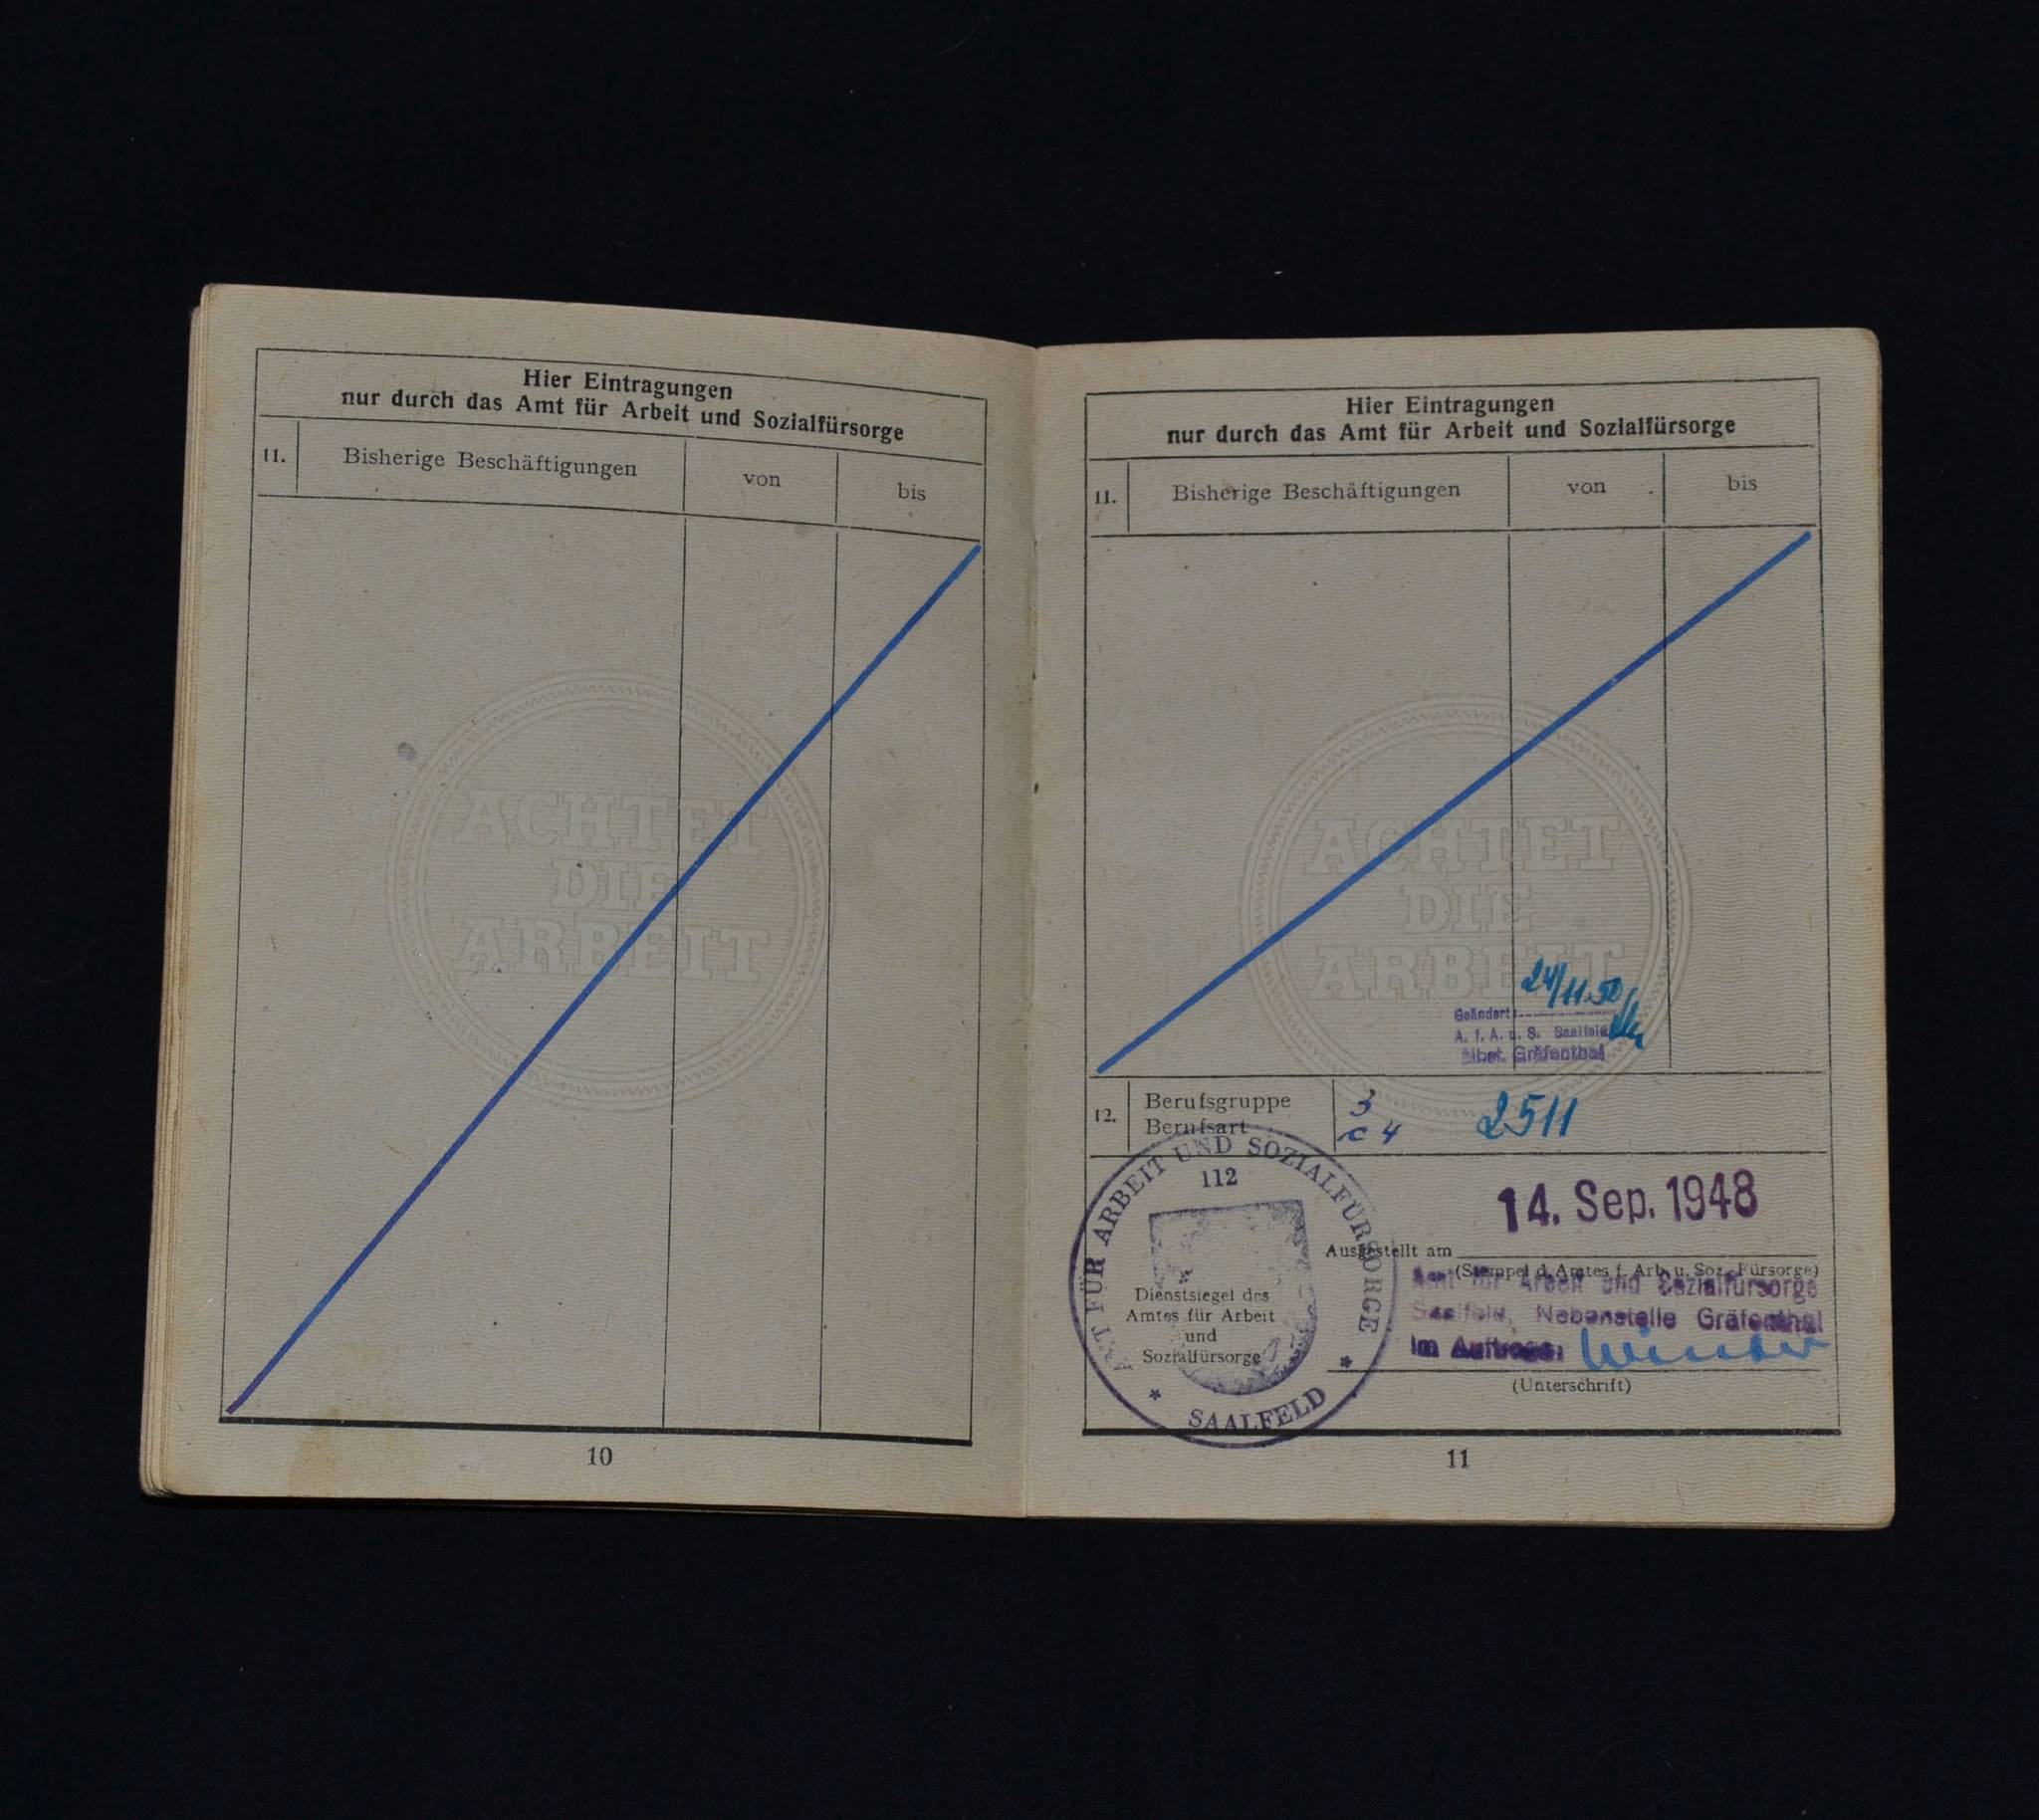 Hier Eintragungen
nur durch das Amt für Arbeit und Sozialfürsorge
11. Bisherige Beschäftigungen von bis
ACHTET
DIE
ARBEIT
10
Hier Eintragungen
nur durch das Amt für Arbeit und Sozialfürsorge
11. Bisherige Beschäftigungen von bis
ACHTET
DIE
ARBEIT
24/11.50
Geändert:
A. f. A. u. S. Saalfeld
Gräfenthal
12. Berufsgruppe 3
Berufsart c 4 2511
AMT FÜR ARBEIT UND SOZIALFÜRSORGE
112
SAALFELD
Dienstsiegel des
Amtes für Arbeit
und
Sozialfürsorge
14. Sep. 1948
Ausgestellt am
(Stempel d. Amtes f. Arb. u. Soz.-Fürsorge)
Amt für Arbeit und Sozialfürsorge
Saalfeld, Nebenstelle Gräfenthal
Im Auftrage:
(Unterschrift)
11